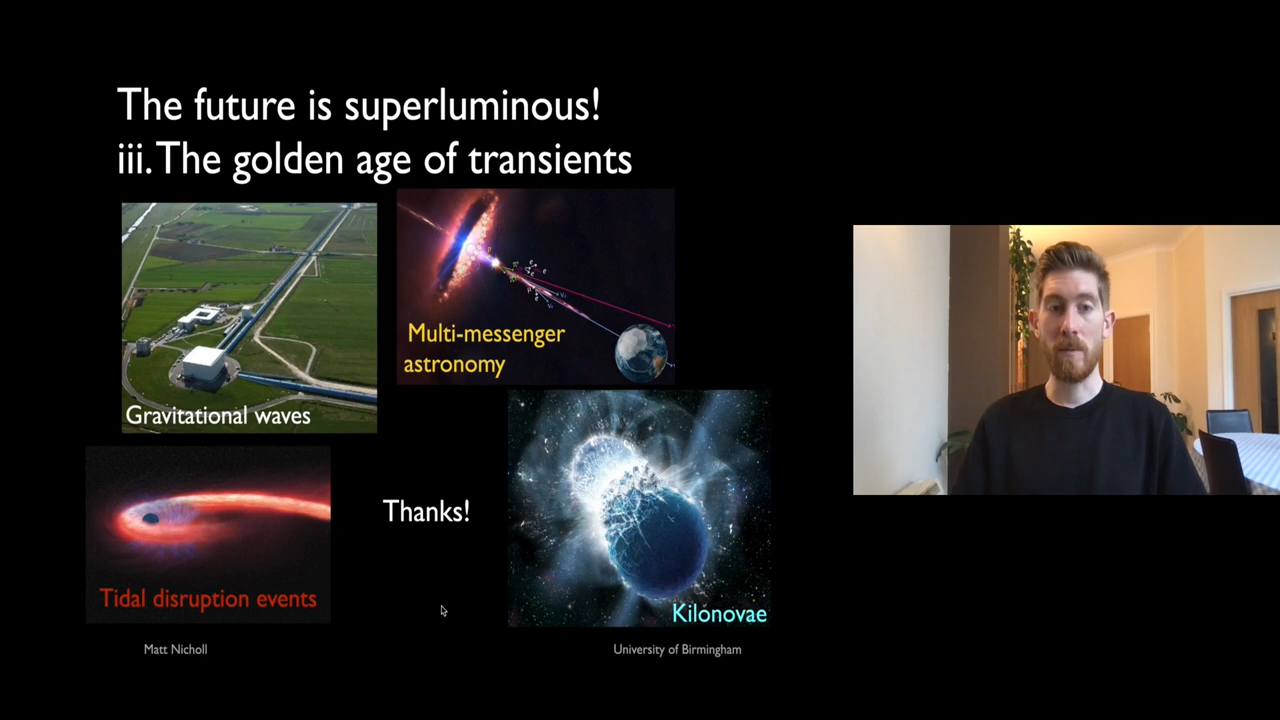 The future is superluminous!
iii. The golden age of transients
Multi-messenger
astronomy
Gravitational waves
Thanks!
Tidal disruption events
Kilonovae
Matt Nicholl
University of Birmingham